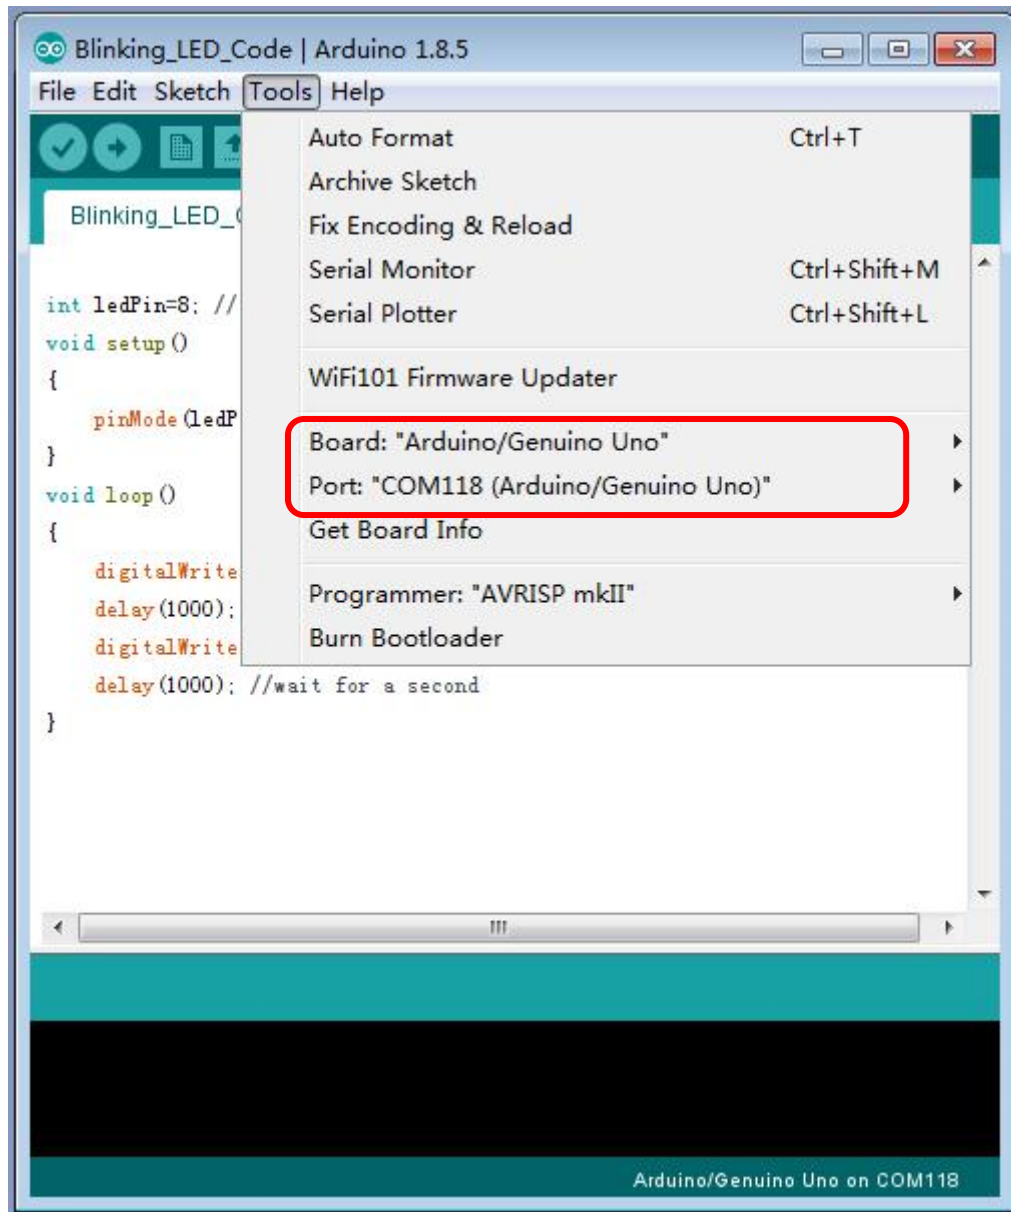 Blinking_LED_Code | Arduino 1.8.5
File Edit Sketch Tools Help
Auto Format Ctrl+T
Archive Sketch
Fix Encoding & Reload
Serial Monitor Ctrl+Shift+M
Serial Plotter Ctrl+Shift+L
WiFi101 Firmware Updater
Board: "Arduino/Genuino Uno"
Port: "COM118 (Arduino/Genuino Uno)"
Get Board Info
Programmer: "AVRISP mkII"
Burn Bootloader
Blinking_LED_
int ledPin=8; //
void setup()
{
pinMode(ledP
}
void loop()
{
digitalWrite
delay(1000);
digitalWrite
delay(1000); //wait for a second
}
Arduino/Genuino Uno on COM118